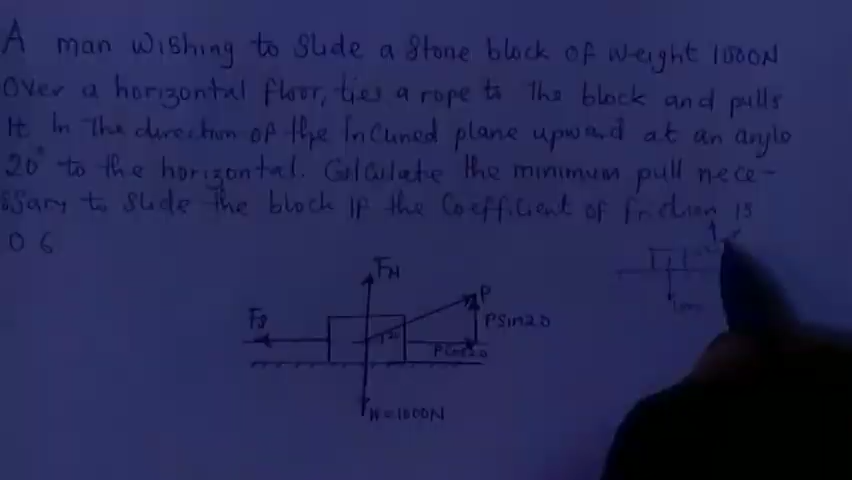 A man wishing to slide a stone block of weight 1000N
Over a horizontal floor, ties a rope to the block and pulls
It in the direction of the Inclined plane upward at an angle
20° to the horizontal. Calculate the minimum pull nece-
ssary to slide the block if the Coefficient of friction is
0 6
FN
P
PSin20
Fs
20
PCos20
W=1000N